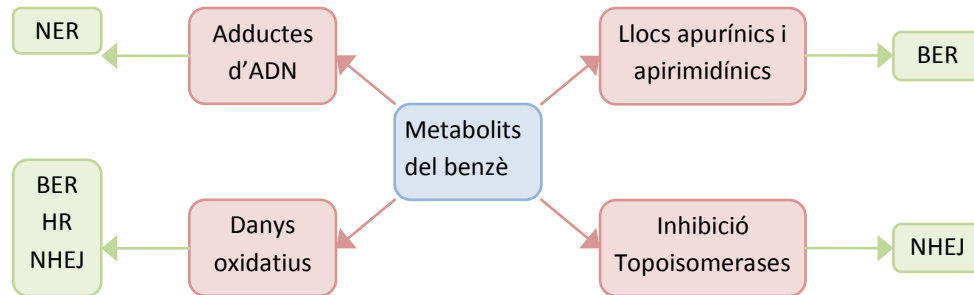 NER
Adductes
d’ADN
Llocs apurínics i
apirimidínics
BER
Metabolits
del benzè
BER
HR
NHEJ
Danys
oxidatius
Inhibició
Topoisomerases
NHEJ